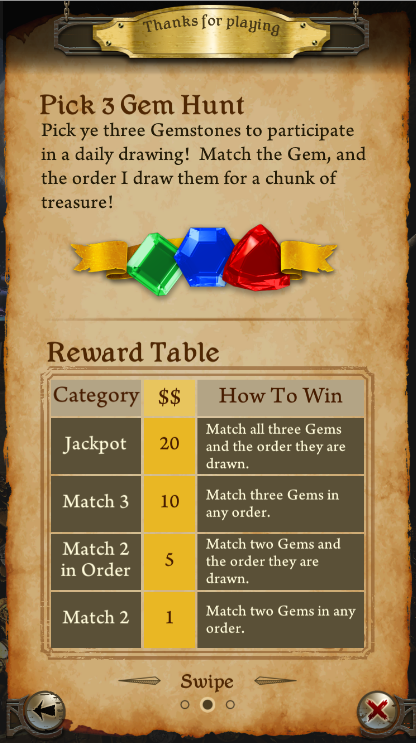 Thanks for playing
Pick 3 Gem Hunt
Pick ye three Gemstones to participate
in a daily drawing!  Match the Gem, and
the order I draw them for a chunk of
treasure!
Reward Table
Category $$ How To Win
Jackpot 20 Match all three Gems
and the order they are
drawn.
Match 3 10 Match three Gems in
any order.
Match 2
in Order 5 Match two Gems and
the order they are
drawn.
Match 2 1 Match two Gems in any
order.
Swipe